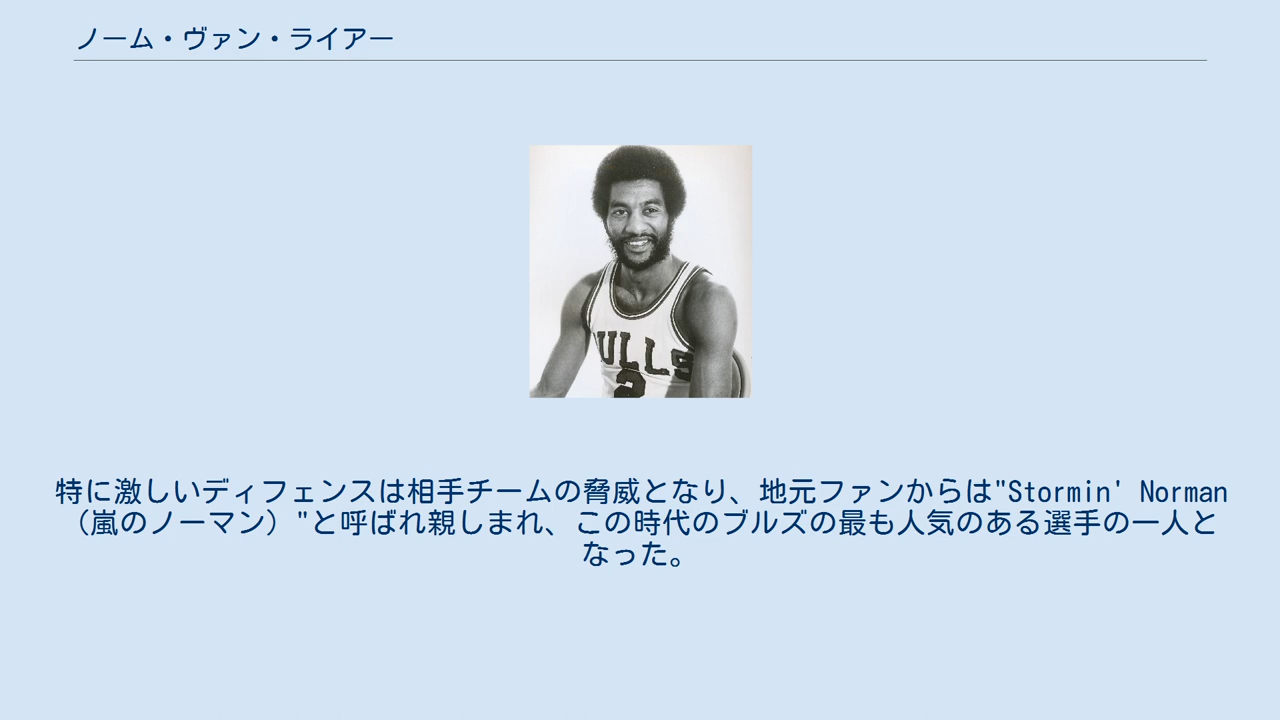 ノーム・ヴァン・ライアー
ULLS
2
特に激しいディフェンスは相手チームの脅威となり、地元ファンからは"Stormin' Norman
（嵐のノーマン）"と呼ばれ親しまれ、この時代のブルズの最も人気のある選手の一人と
なった。